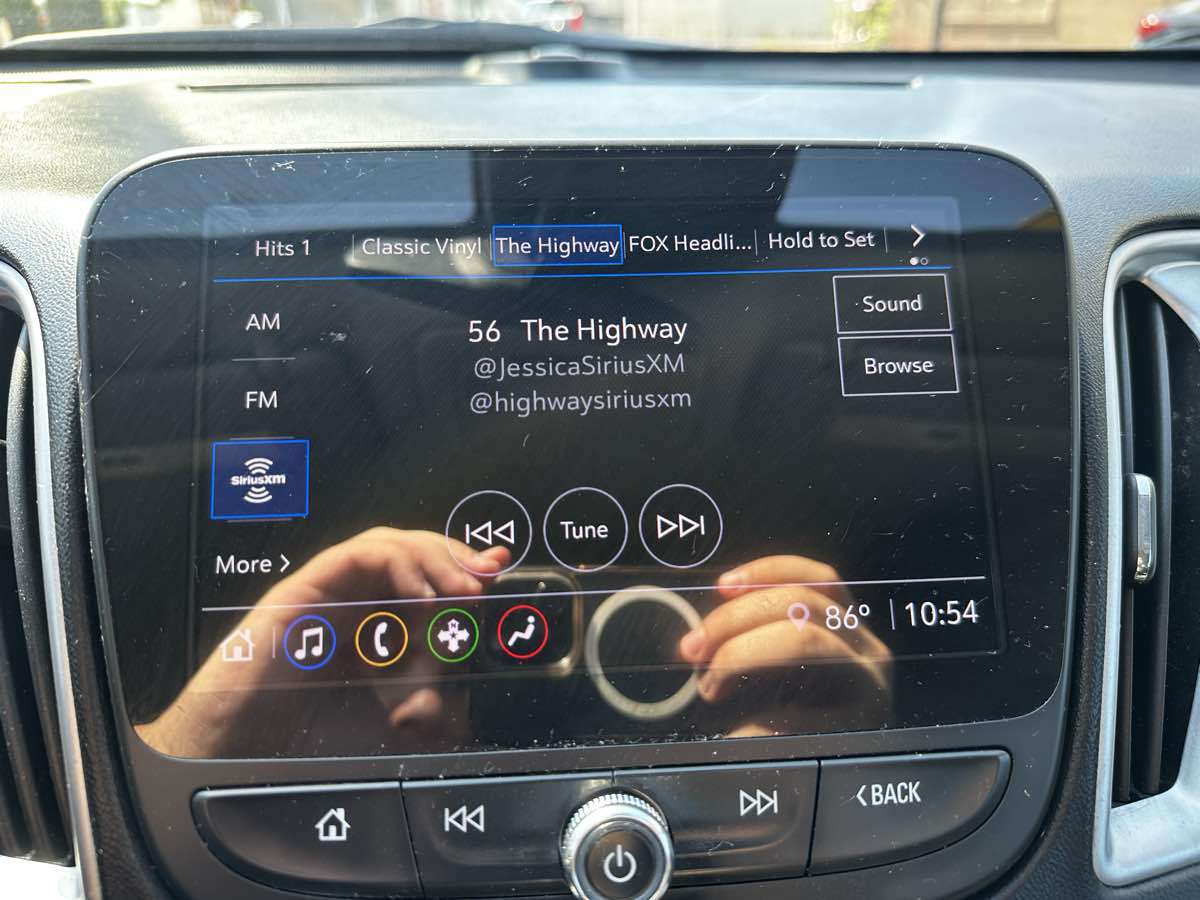 Hits 1
Classic Vinyl
The Highway
FOX Headli...
Hold to Set
AM
56 The Highway
Sound
@JessicaSiriusXM
Browse
FM
@highwaysiriusxm
SiriusXM
Tune
More
86° 10:54
BACK